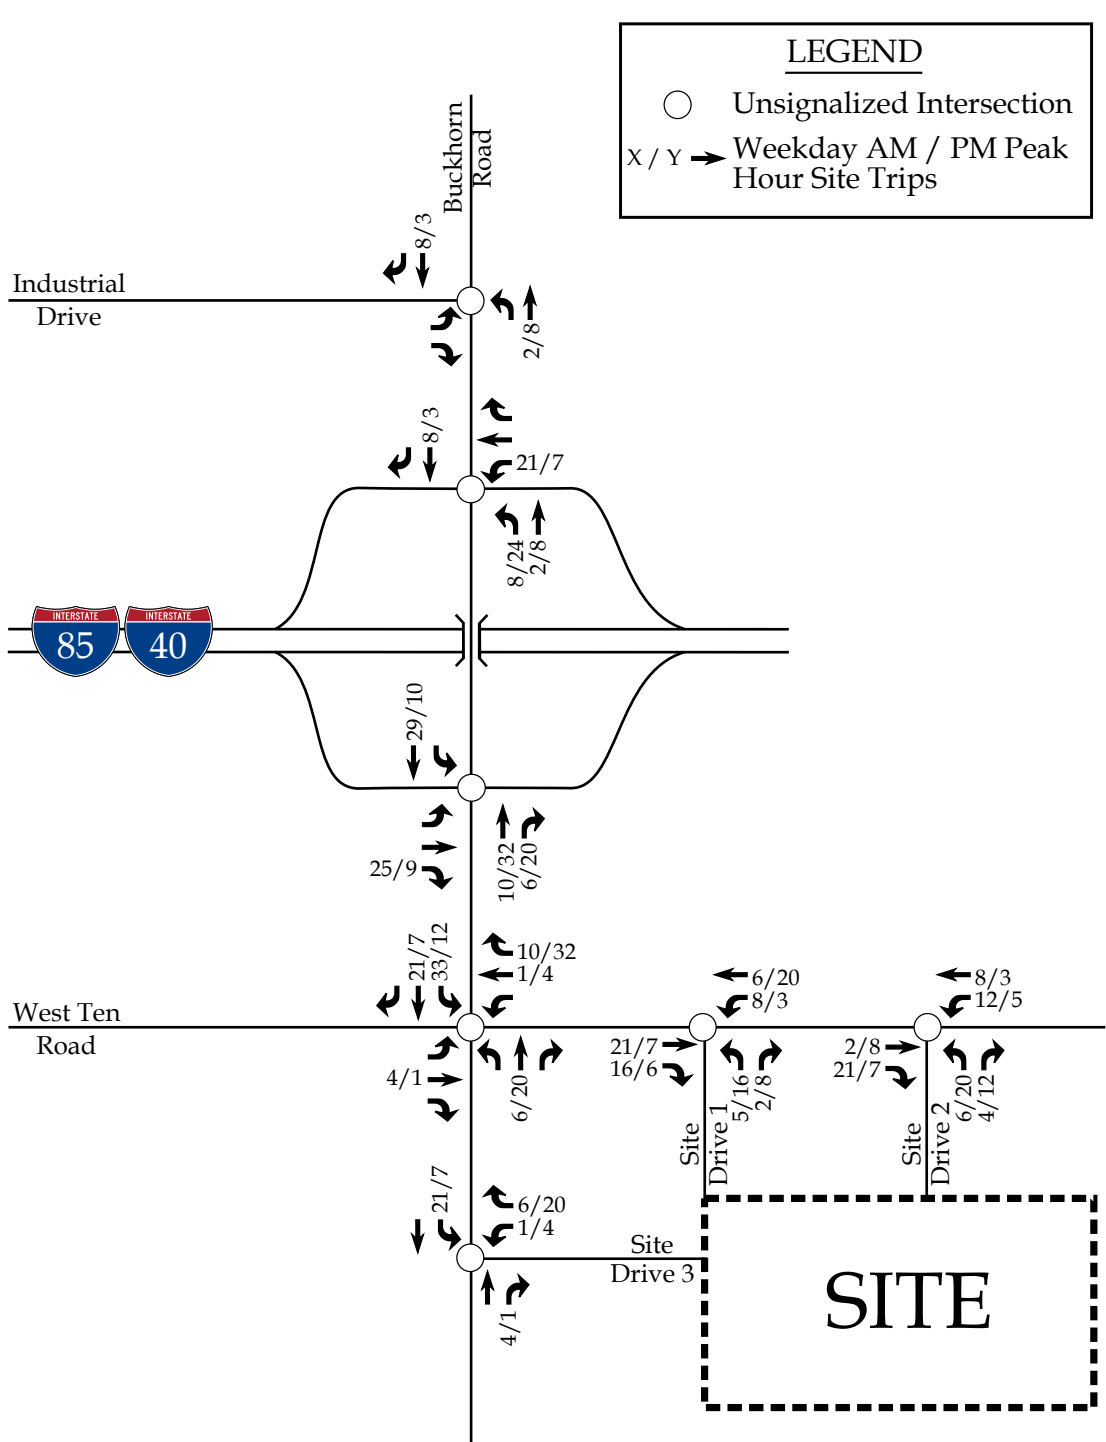 LEGEND
Unsignalized Intersection
X / Y
Weekday AM / PM Peak
Hour Site Trips
Buckhorn
Road
8/3
Industrial
Drive
2/8
8/3
21/7
8/24
2/8
INTERSTATE
85
INTERSTATE
40
29/10
25/9
10/32
6/20
21/7
33/12
10/32
1/4
West Ten
Road
4/1
6/20
6/20
8/3
21/7
16/6
5/16
2/8
Site
Drive 1
8/3
12/5
2/8
21/7
6/20
4/12
Site
Drive 2
21/7
6/20
1/4
4/1
Site
Drive 3
SITE